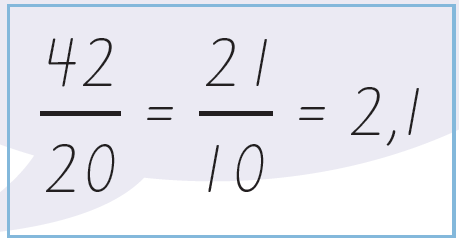 42/20 = 21/10 = 2,1